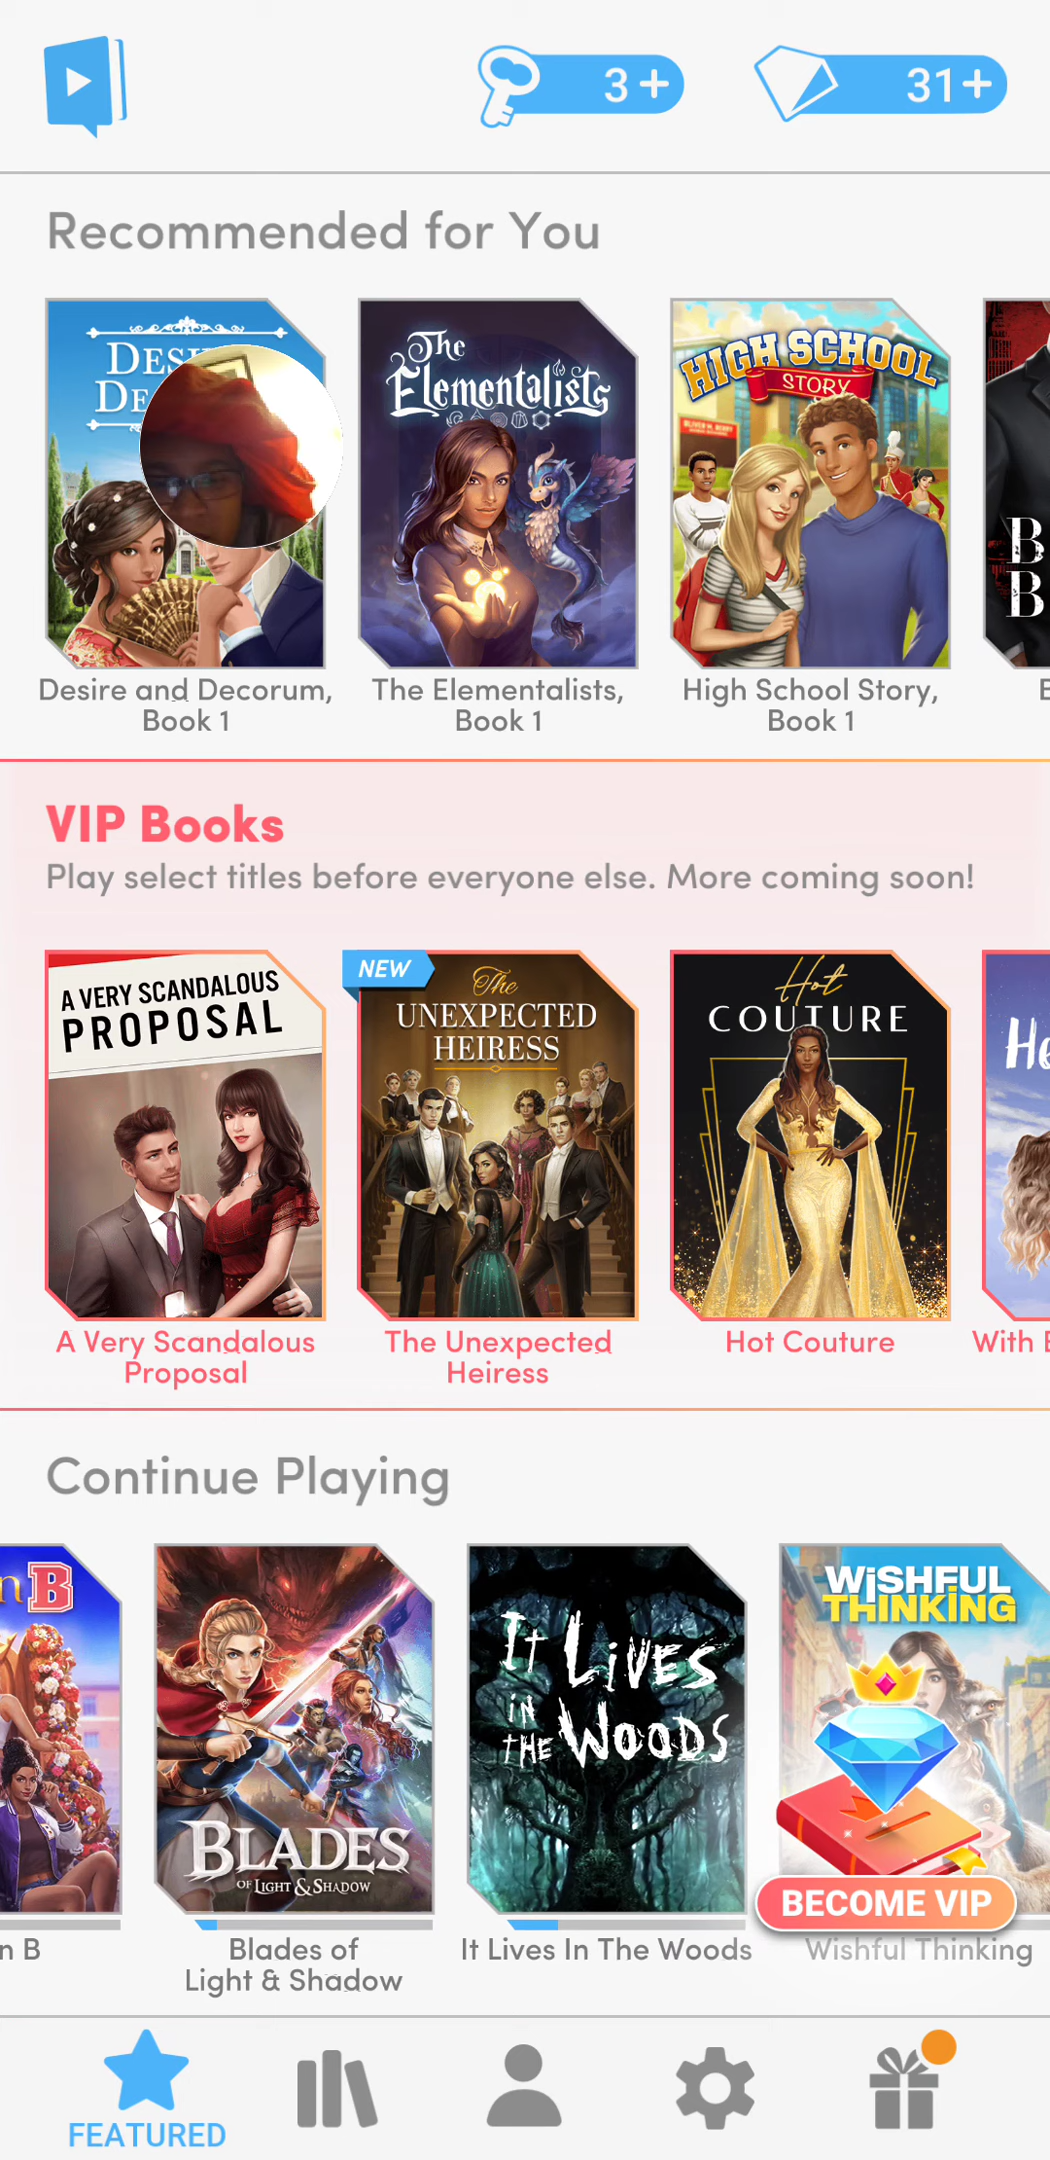 3 +
31 +
Recommended for You
The
Elementalists
HIGH SCHOOL
STORY
Desire and Decorum,
Book 1
The Elementalists,
Book 1
High School Story,
Book 1
VIP Books
Play select titles before everyone else. More coming soon!
A VERY SCANDALOUS
PROPOSAL
NEW
The
UNEXPECTED
HEIRESS
Hot
COUTURE
A Very Scandalous
Proposal
The Unexpected
Heiress
Hot Couture
With
Continue Playing
B
BLADES
OF LIGHT & SHADOW
IT LIVES
IN
THE WOODS
WISHFUL
THINKING
BECOME VIP
n B
Blades of
Light & Shadow
It Lives In The Woods
Wishful Thinking
FEATURED